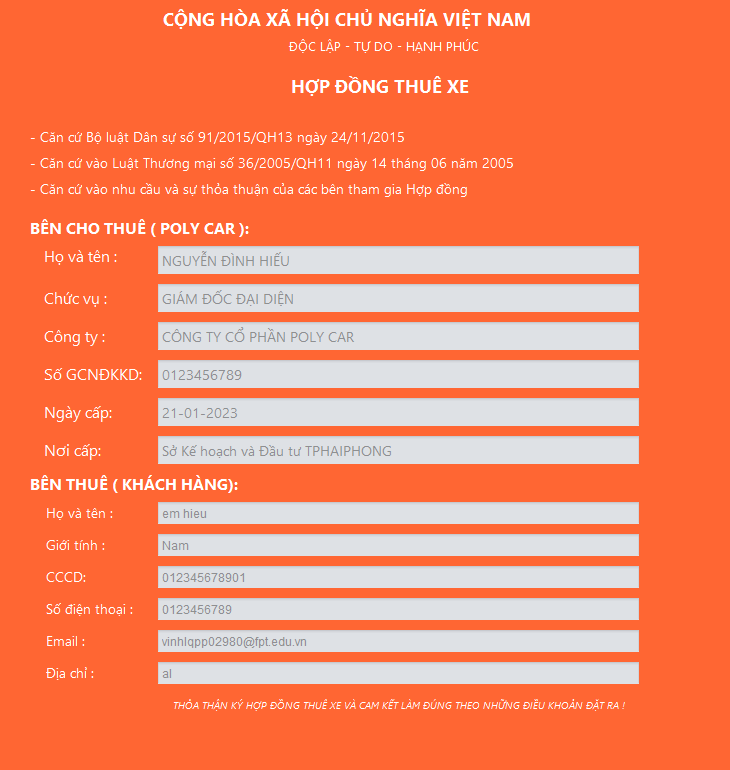 CỘNG HÒA XÃ HỘI CHỦ NGHĨA VIỆT NAM
ĐỘC LẬP - TỰ DO - HẠNH PHÚC
HỢP ĐỒNG THUÊ XE
- Căn cứ Bộ luật Dân sự số 91/2015/QH13 ngày 24/11/2015
- Căn cứ vào Luật Thương mại số 36/2005/QH11 ngày 14 tháng 06 năm 2005
- Căn cứ vào nhu cầu và sự thỏa thuận của các bên tham gia Hợp đồng
BÊN CHO THUÊ ( POLY CAR ):
Họ và tên : NGUYỄN ĐÌNH HIẾU
Chức vụ : GIÁM ĐỐC ĐẠI DIỆN
Công ty : CÔNG TY CỔ PHẦN POLY CAR
Số GCNĐKKD: 0123456789
Ngày cấp: 21-01-2023
Nơi cấp: Sở Kế hoạch và Đầu tư TPHAIPHONG
BÊN THUÊ ( KHÁCH HÀNG):
Họ và tên : em hieu
Giới tính : Nam
CCCD: 012345678901
Số điện thoại : 0123456789
Email : vinhlqpp02980@fpt.edu.vn
Địa chỉ : al
THỎA THẬN KÝ HỢP ĐỒNG THUÊ XE VÀ CAM KẾT LÀM ĐÚNG THEO NHỮNG ĐIỀU KHOẢN ĐẶT RA !